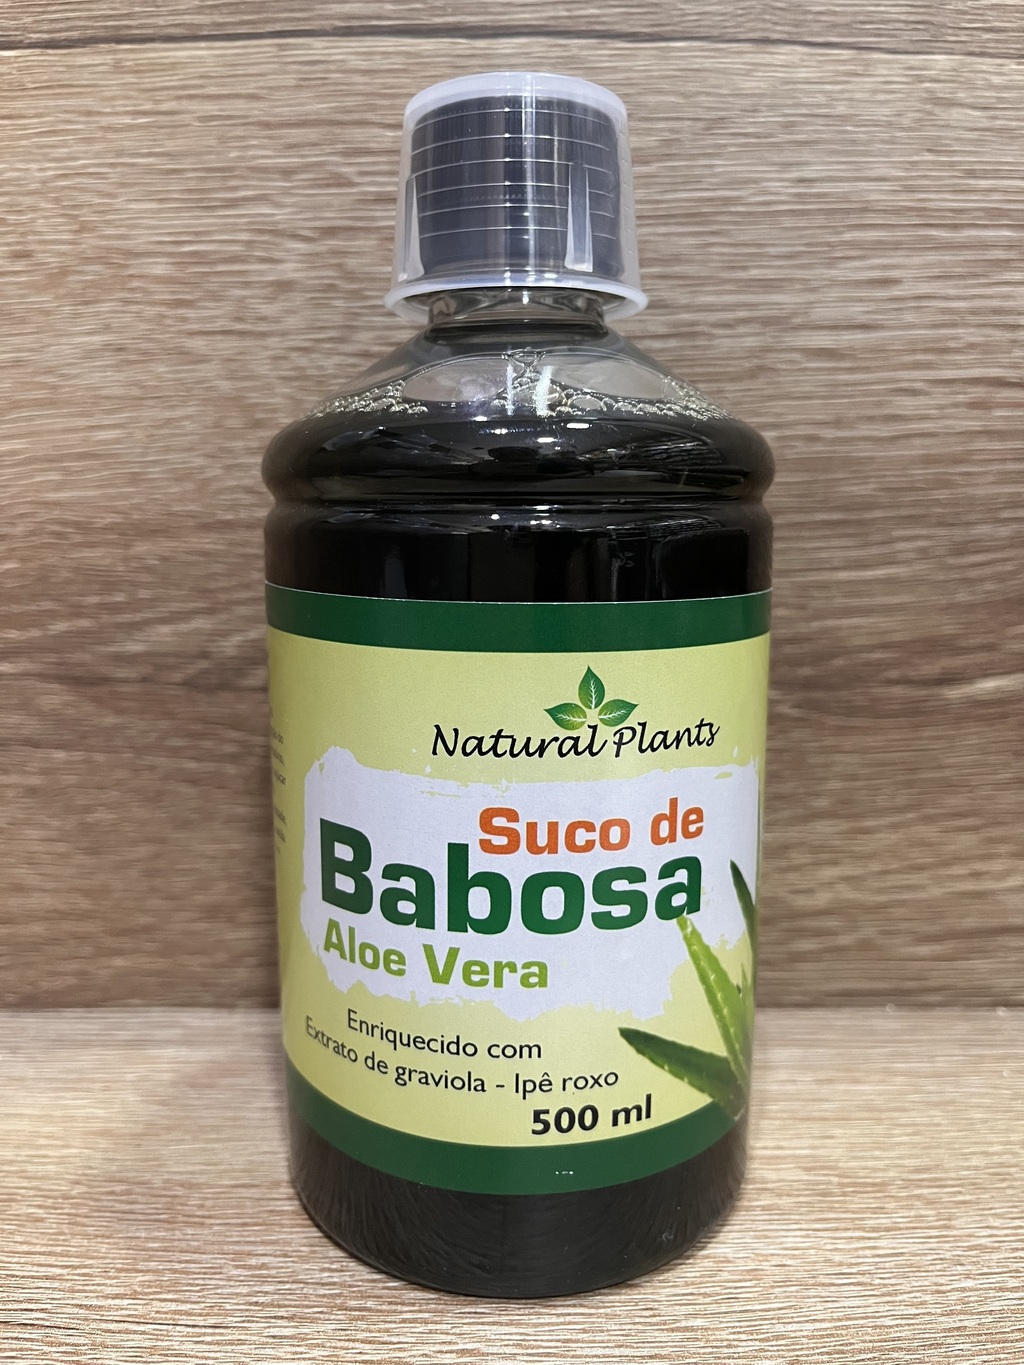 Natural Plants
Suco de
Babosa
Aloe Vera
Enriquecido com
Extrato de graviola - Ipê roxo
500 ml